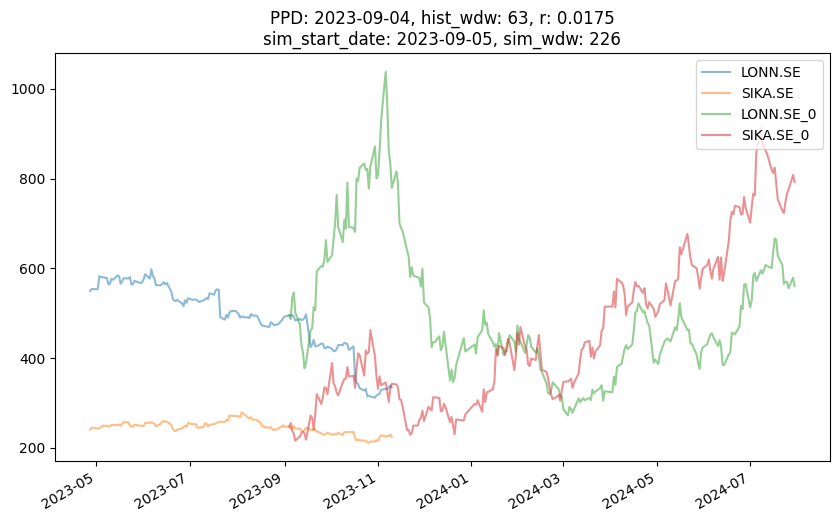 PPD: 2023-09-04, hist_wdw: 63, r: 0.0175
sim_start_date: 2023-09-05, sim_wdw: 226
LONN.SE
SIKA.SE
LONN.SE_0
SIKA.SE_0
1000
800
600
400
200
2023-05
2023-07
2023-09
2023-11
2024-01
2024-03
2024-05
2024-07